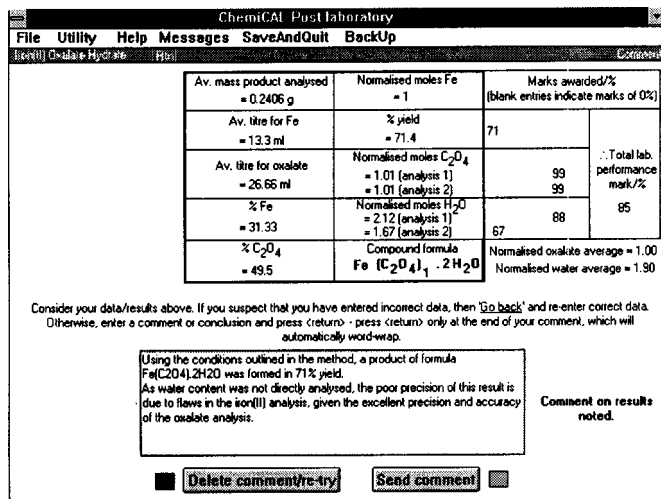 ChemiCAL Post laboratory
File Utility Help Messages SaveAndQuit BackUp
Iron(II) Oxalate Hydrate Comment
Av. mass product analysed
= 0.2406 g
Normalised moles Fe
= 1
Marks awarded/%
(blank entries indicate marks of 0%)
Av. titre for Fe
= 13.3 ml
% yield
= 71.4
71
Av. titre for oxalate
= 26.66 ml
Normalised moles C2O4
= 1.01 (analysis 1)
= 1.01 (analysis 2)
99
99
∴Total lab.
performance
mark/%
85
% Fe
= 31.33
Normalised moles H2O
= 2.12 (analysis 1)
= 1.67 (analysis 2)
88
67
% C2O4
= 49.5
Compound formula
Fe (C2O4)1 . 2H2O
Normalised oxalate average = 1.00
Normalised water average = 1.90
Consider your data/results above. If you suspect that you have entered incorrect data, then 'Go back' and re-enter correct data.
Otherwise, enter a comment or conclusion and press <return> - press <return> only at the end of your comment, which will
automatically word-wrap.
Using the conditions outlined in the method, a product of formula
Fe(C2O4).2H2O was formed in 71% yield.
As water content was not directly analysed, the poor precision of this result is
due to flaws in the iron(II) analysis, given the excellent precision and accuracy
of the oxalate analysis.
Comment on results
noted.
Delete comment/re-try Send comment